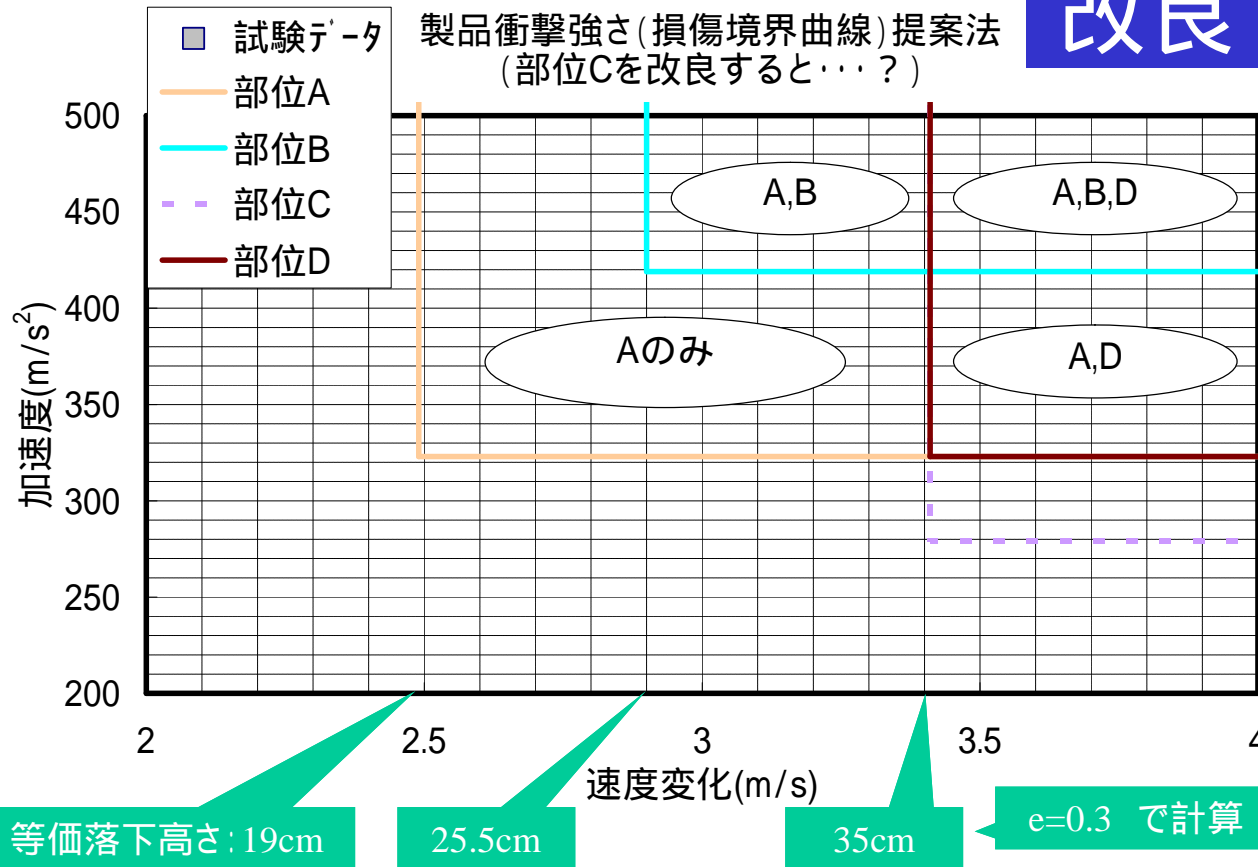 改良
製品衝撃強さ(損傷境界曲線)提案法
(部位Cを改良すると･･･?)
試験ﾃﾞｰﾀ
部位A
部位B
部位C
部位D
500
450
400
350
300
250
200
加速度(m/s²)
A,B
A,B,D
Aのみ
A,D
2
2.5
3
3.5
4
速度変化(m/s)
等価落下高さ:19cm
25.5cm
35cm
e=0.3 で計算